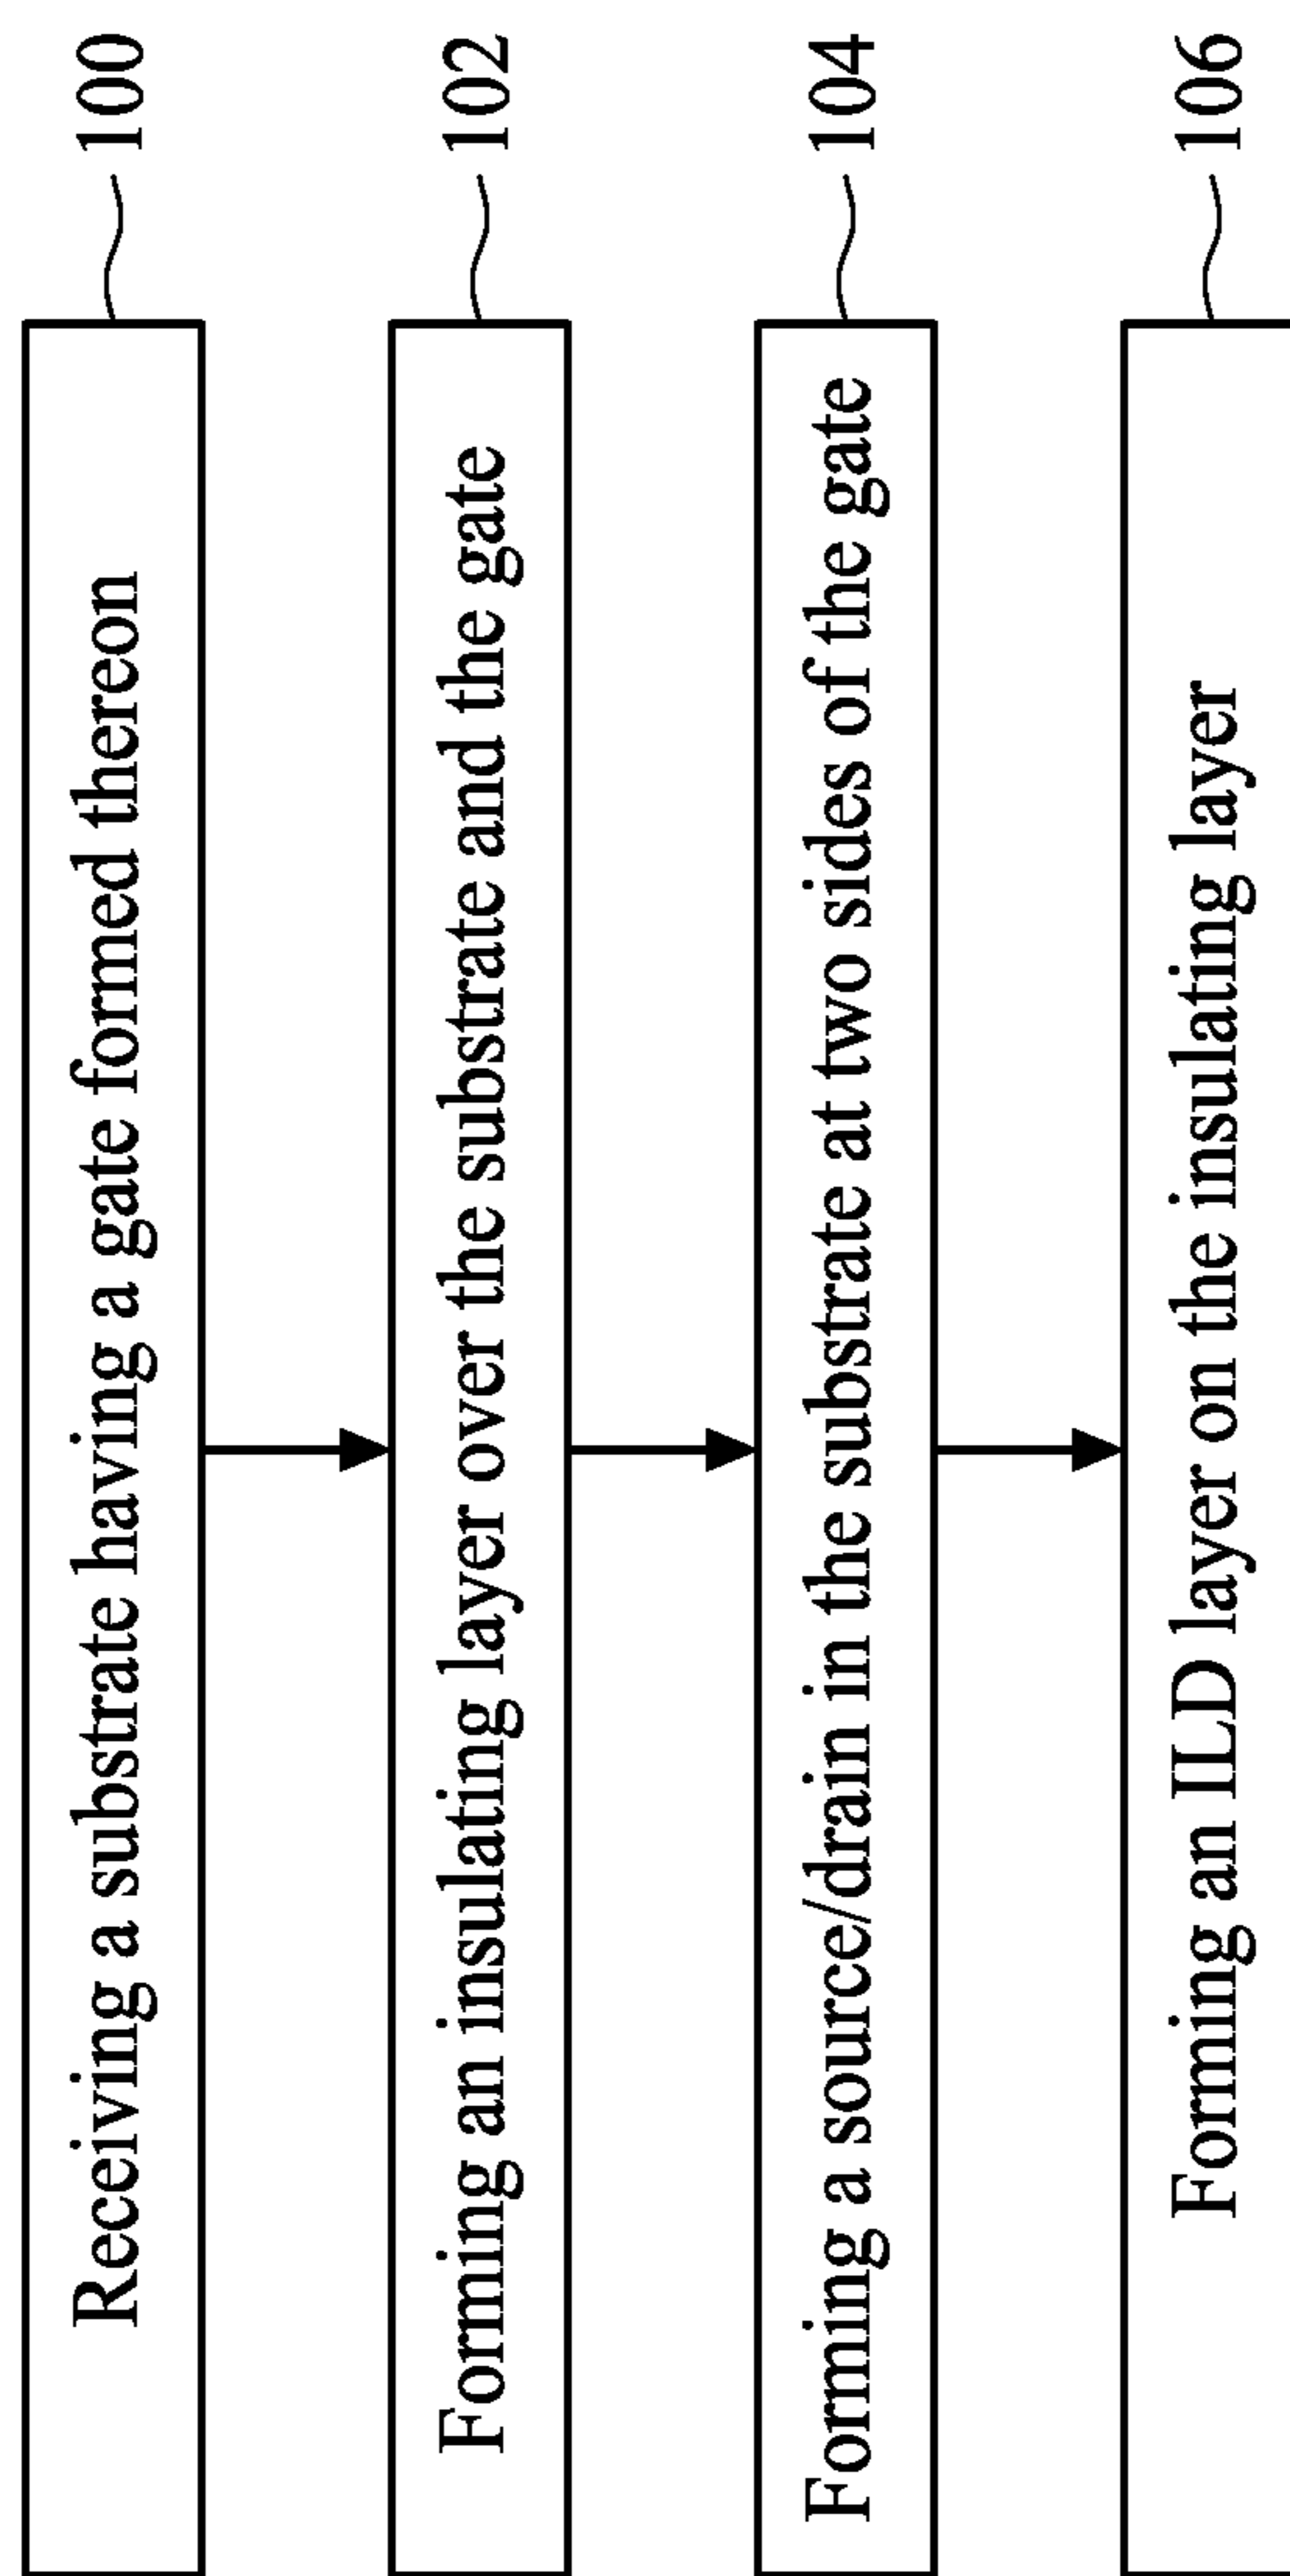 Receiving a substrate having a gate formed thereon 100
Forming an insulating layer over the substrate and the gate 102
Forming a source/drain in the substrate at two sides of the gate 104
Forming an ILD layer on the insulating layer 106